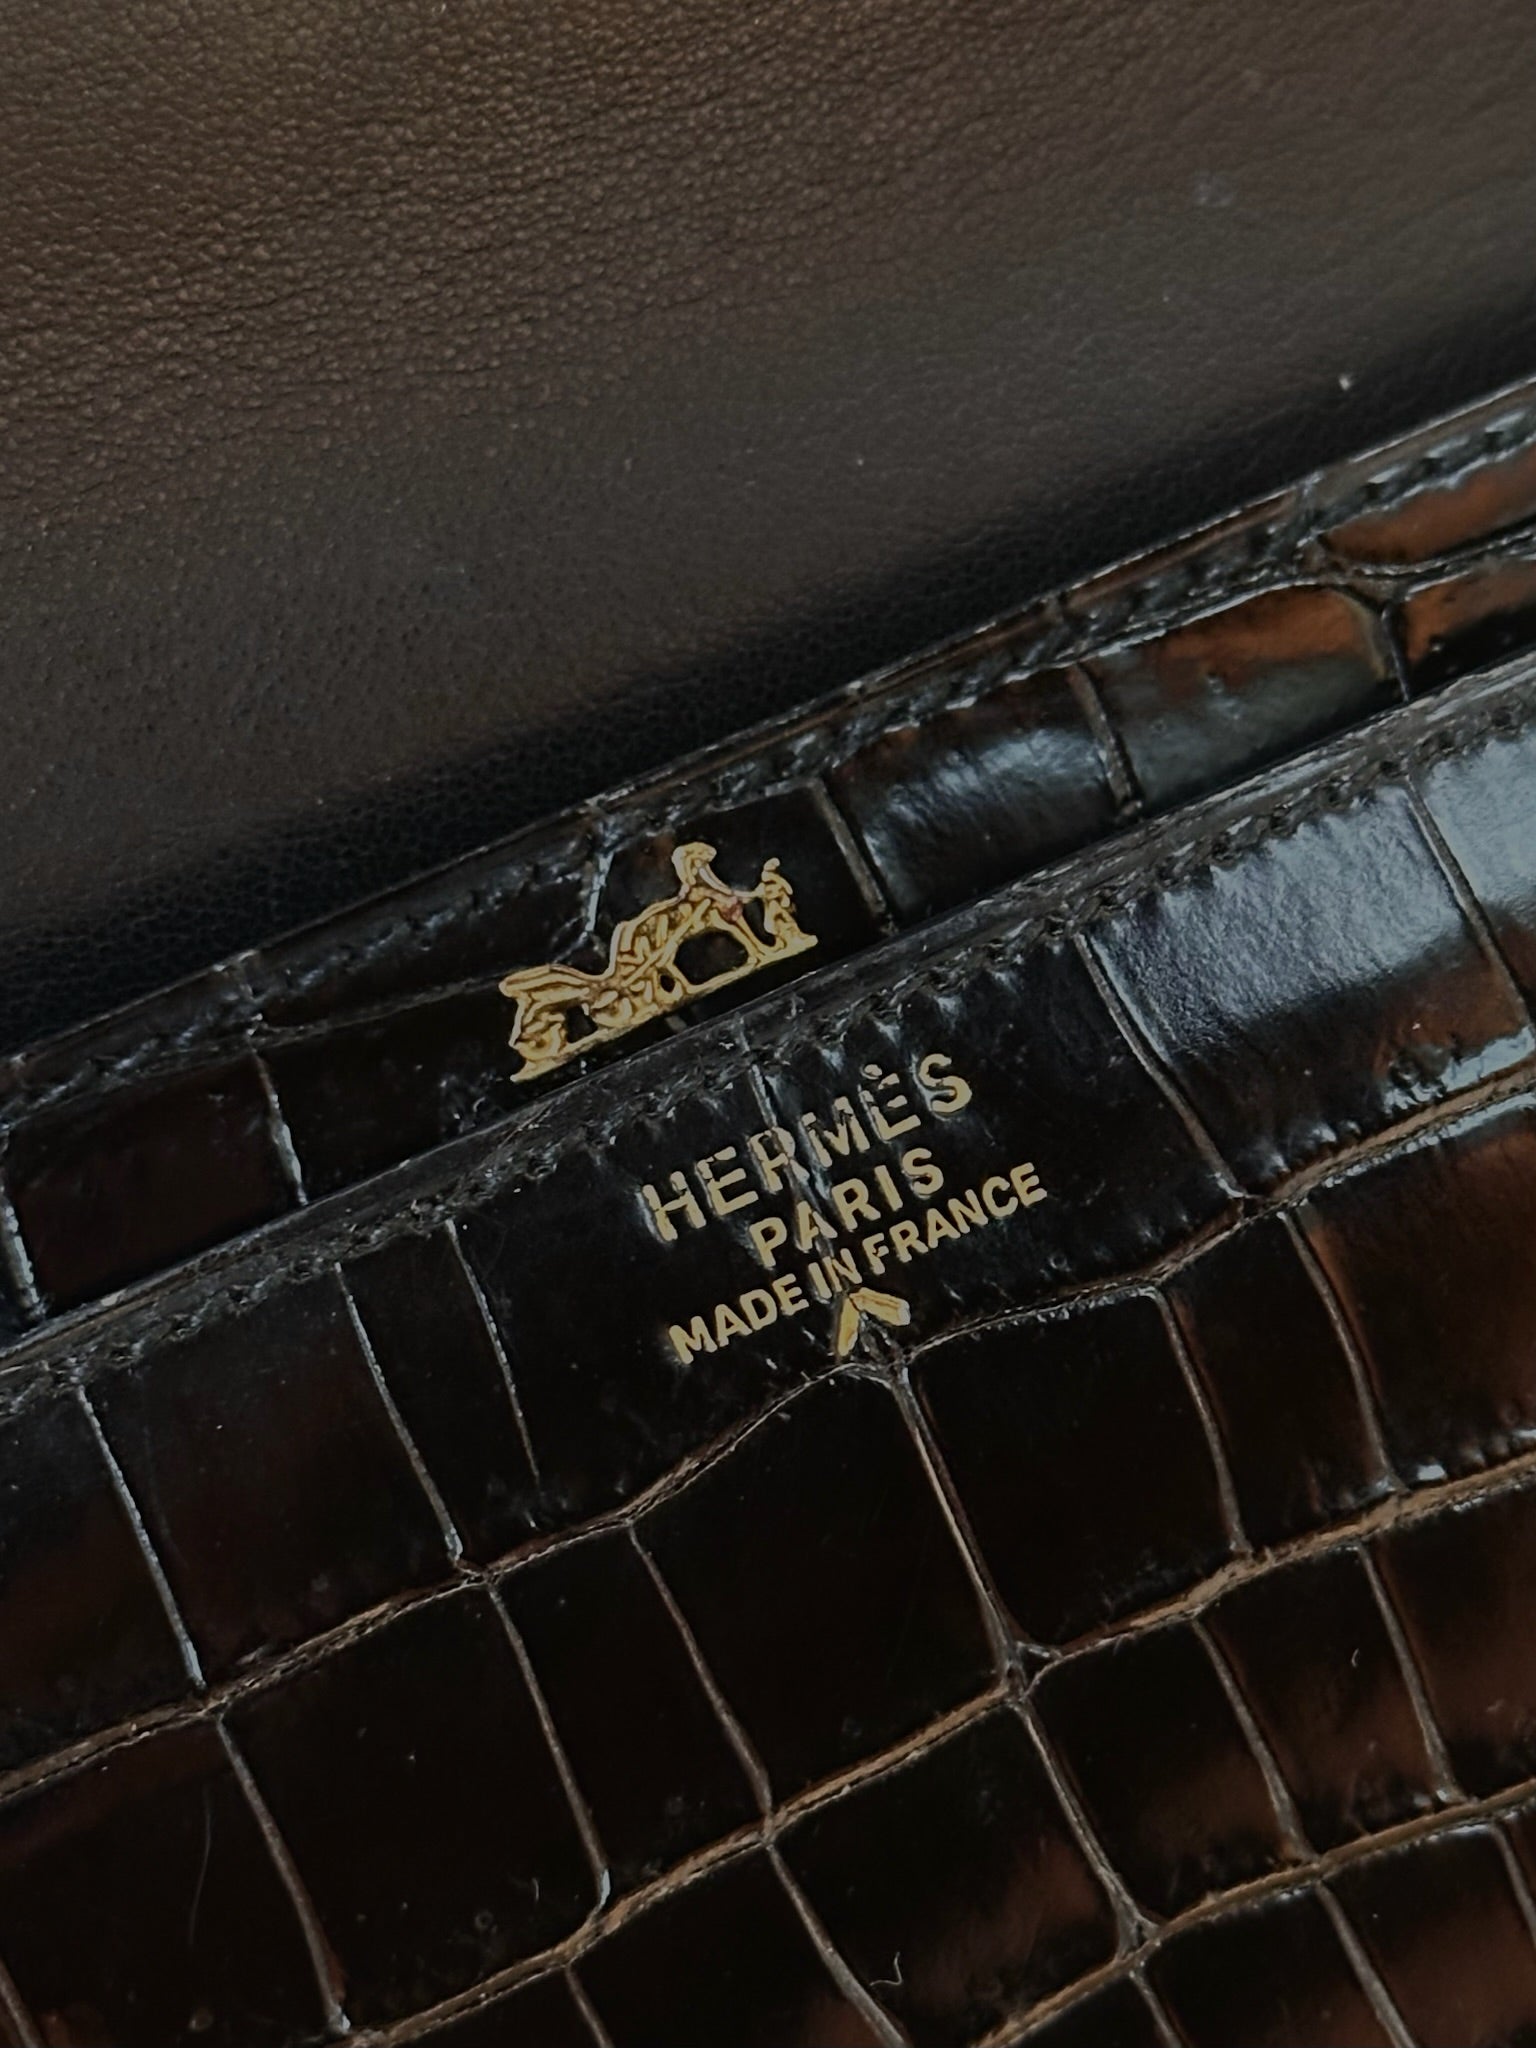 HERMÈS
PARIS
MADE IN FRANCE
^